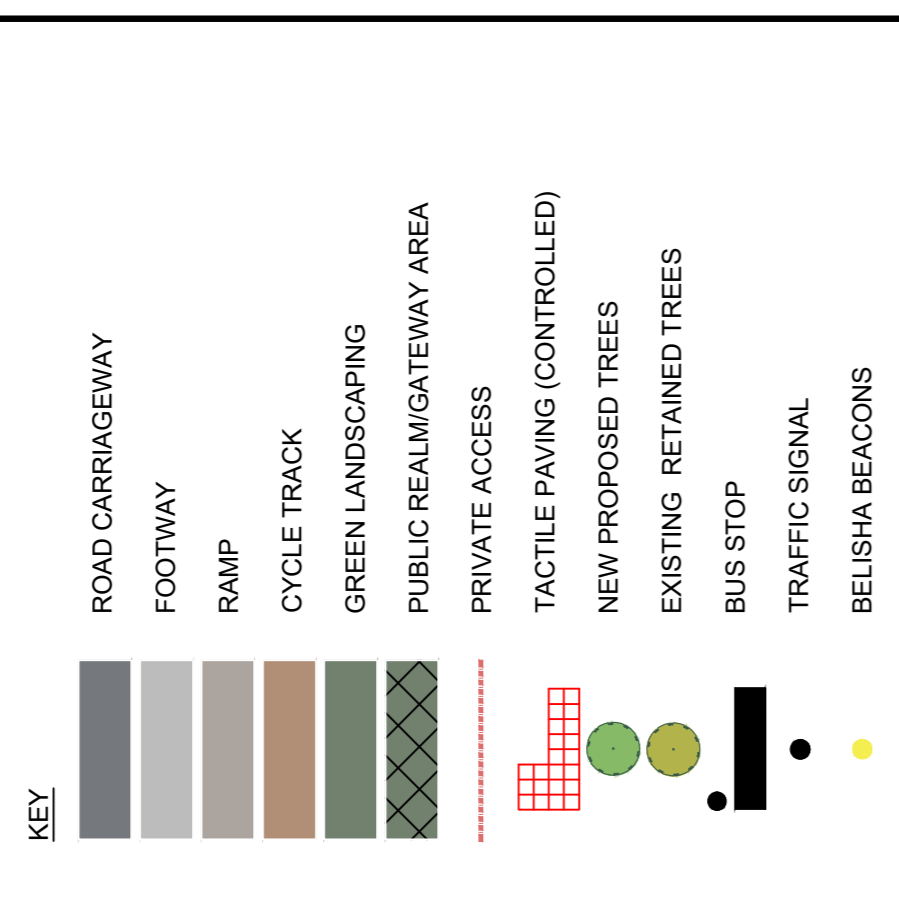 KEY
ROAD CARRIAGEWAY
FOOTWAY
RAMP
CYCLE TRACK
GREEN LANDSCAPING
PUBLIC REALM/GATEWAY AREA
PRIVATE ACCESS
TACTILE PAVING (CONTROLLED)
NEW PROPOSED TREES
EXISTING RETAINED TREES
BUS STOP
TRAFFIC SIGNAL
BELISHA BEACONS